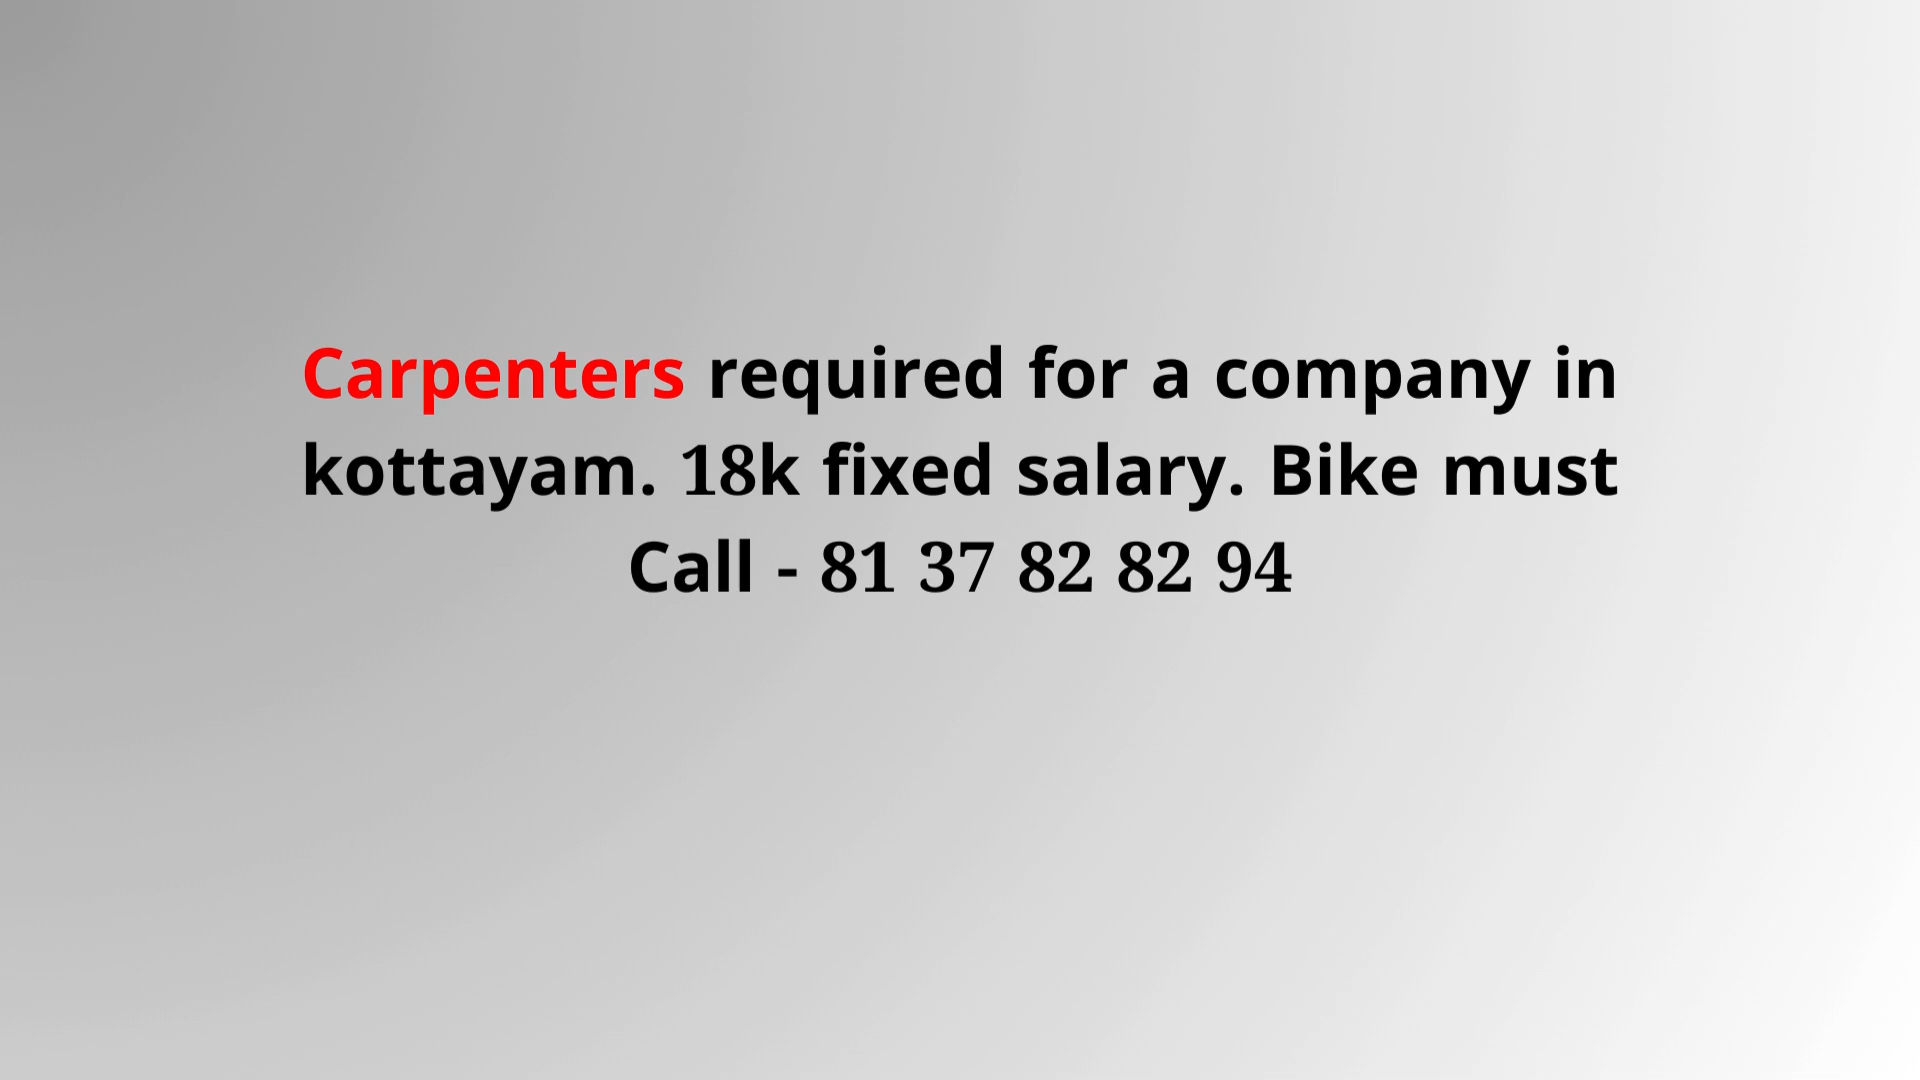 Carpenters required for a company in
kottayam. 18k fixed salary. Bike must
Call - 81 37 82 82 94